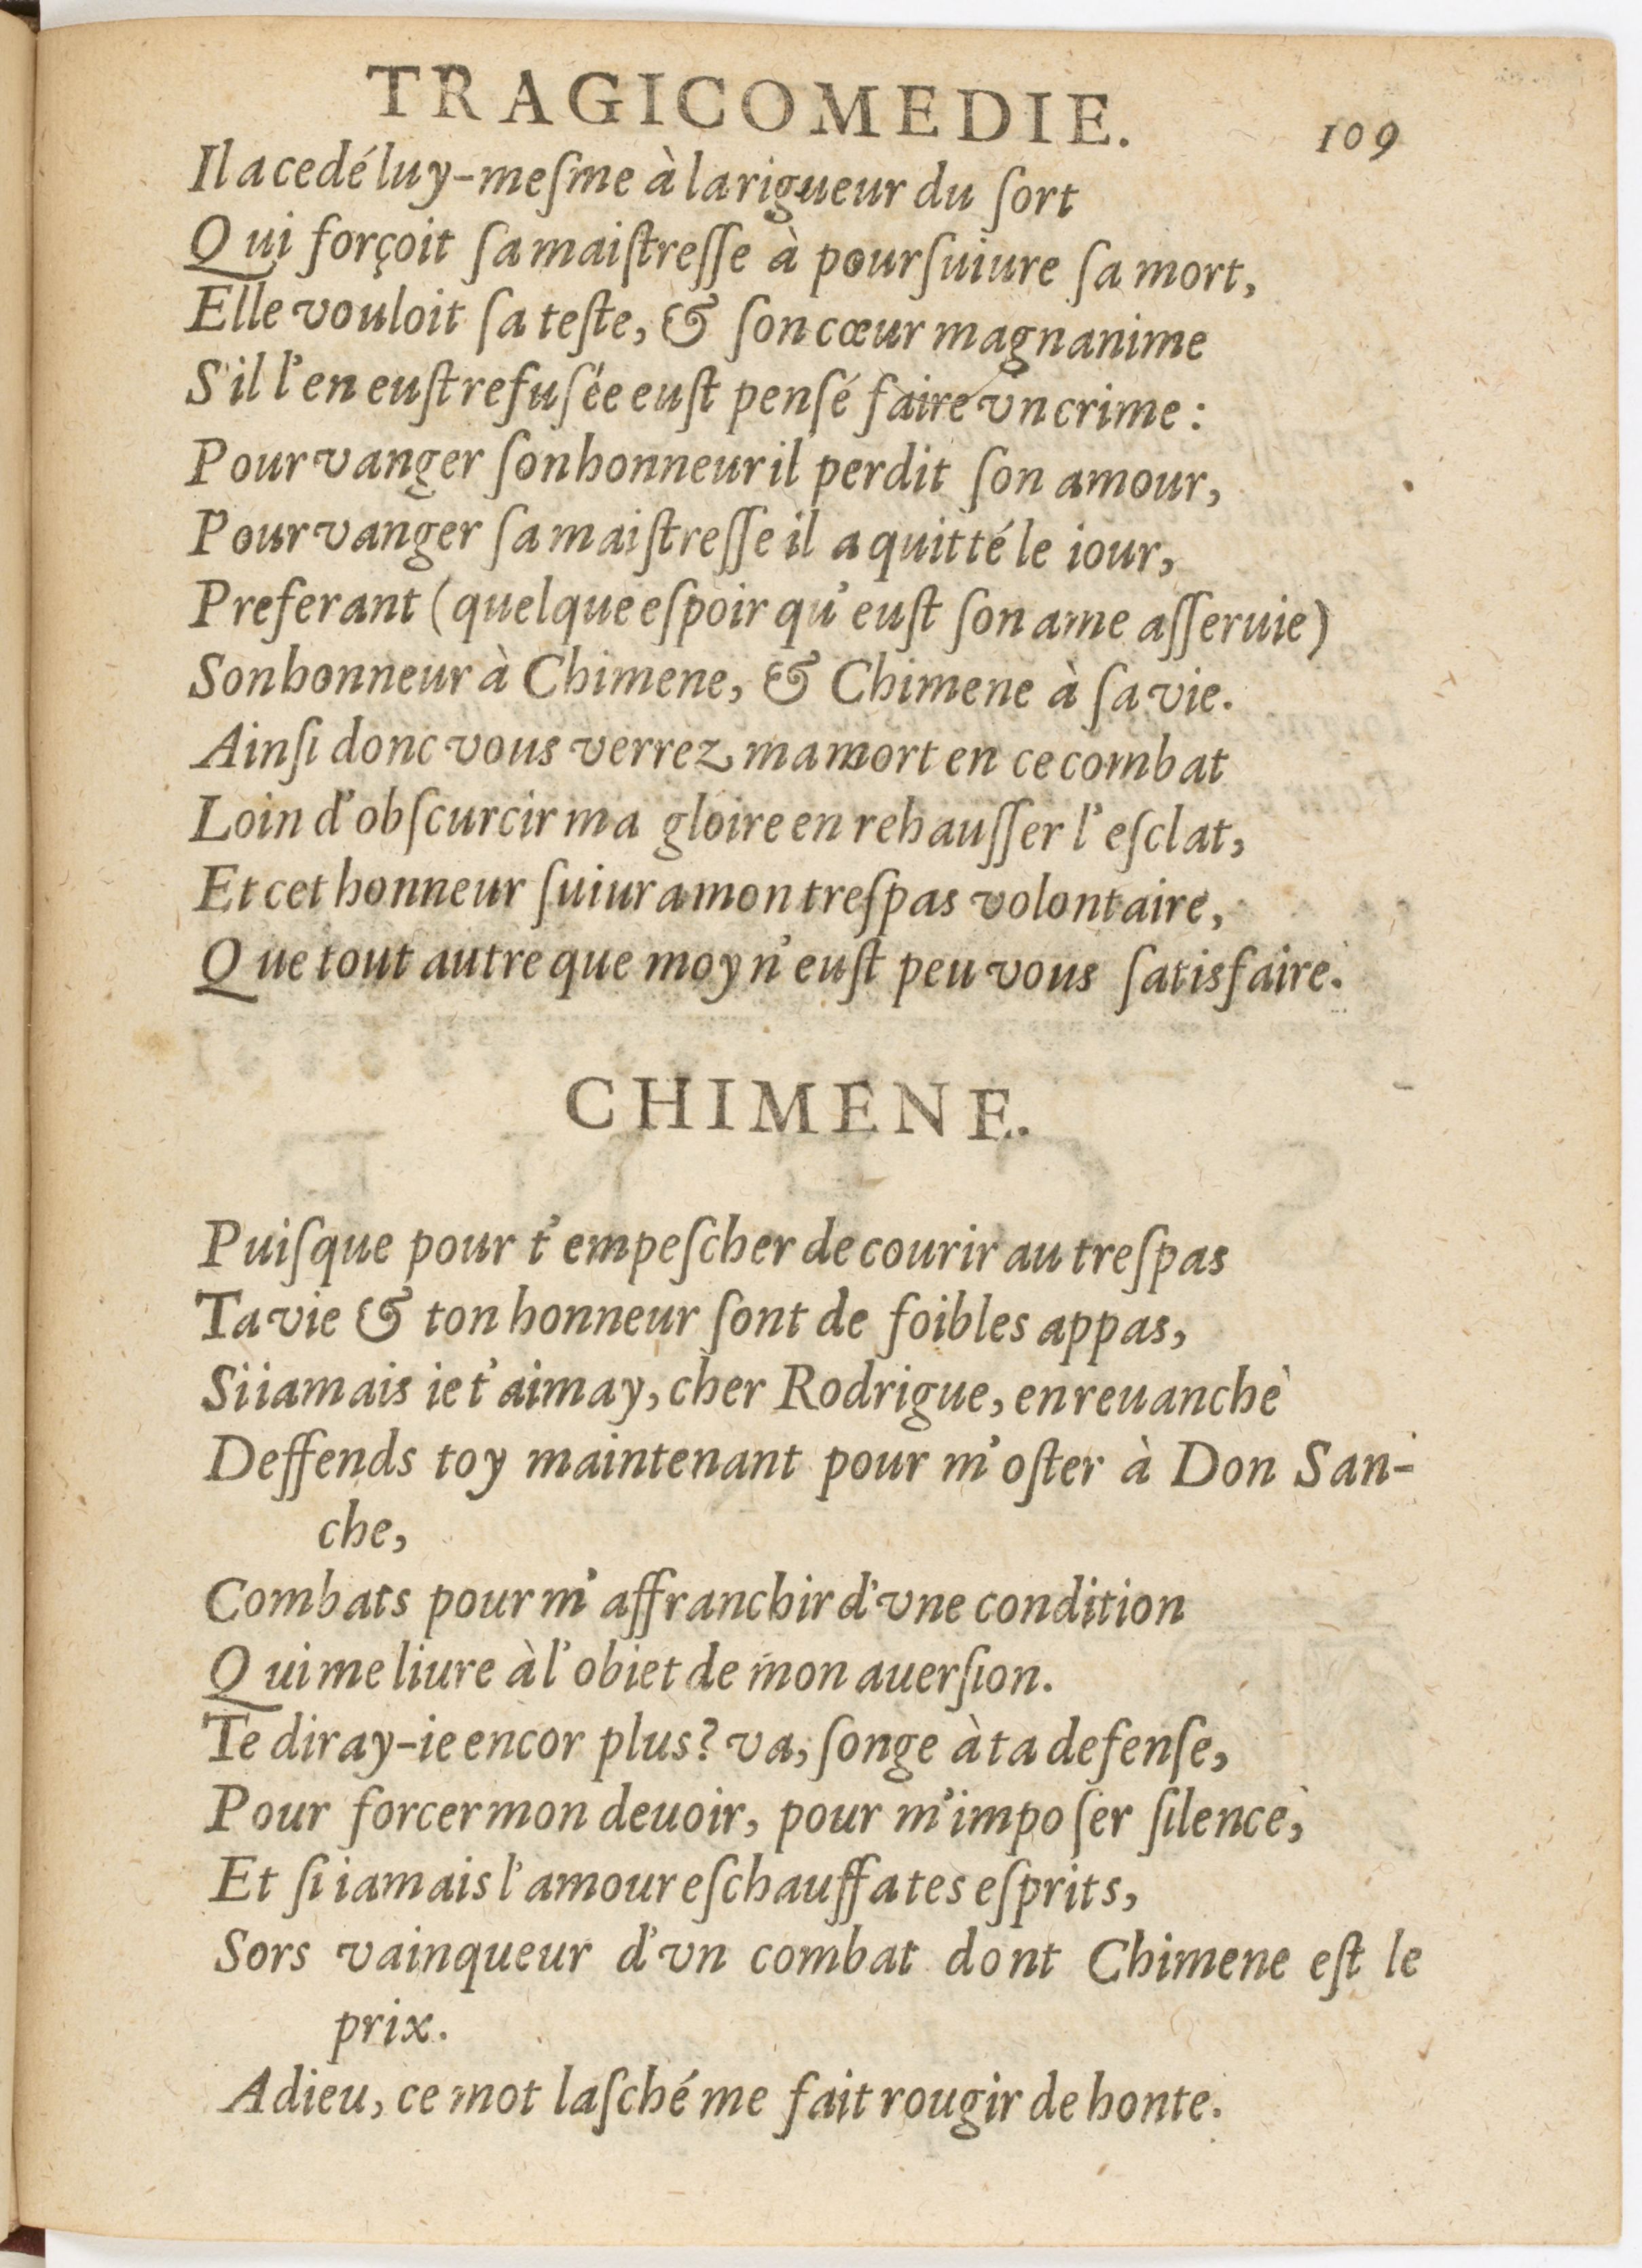 TRAGICOMEDIE. 109
Il a cedé luy-meſme à la rigueur du ſort
Qui forçoit ſa maiſtreſſe à pourſuiure ſa mort,
Elle vouloit ſa teſte, & ſon cœur magnanime
S'il l'en euſt refuſée euſt penſé faire vn crime :
Pour vanger ſon honneur il perdit ſon amour,
Pour vanger ſa maiſtreſſe il a quitté le iour,
Preferant (quelque eſpoir qu'euſt ſon ame aſſeruie)
Son honneur à Chimene, & Chimene à ſa vie.
Ainſi donc vous verrez ma mort en ce combat
Loin d'obſcurcir ma gloire en rehauſſer l'eſclat,
Et cet honneur ſuiura mon treſpas volontaire,
Que tout autre que moy n'euſt peu vous ſatisfaire.
CHIMENE.
Puiſque pour t'empeſcher de courir au treſpas
Ta vie & ton honneur ſont de foibles appas,
Si iamais ie t'aimay, cher Rodrigue, en reuanche
Deffends toy maintenant pour m'oſter à Don San-
che,
Combats pour m'affranchir d'vne condition
Qui me liure à l'obiet de mon auerſion.
Te diray-ie encor plus? va, ſonge à ta defenſe,
Pour forcer mon deuoir, pour m'impoſer ſilence,
Et ſi iamais l'amour eſchauffa tes eſprits,
Sors vainqueur d'vn combat dont Chimene eſt le
prix.
Adieu, ce mot laſché me fait rougir de honte.